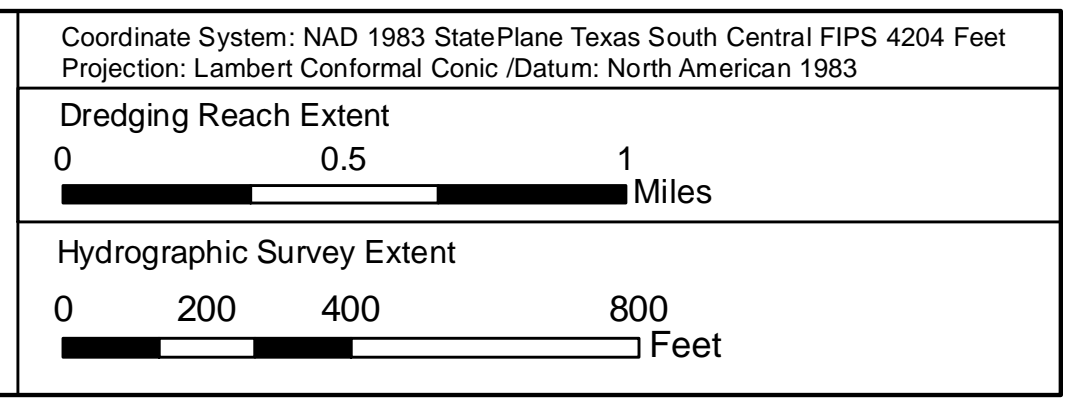 Coordinate System: NAD 1983 StatePlane Texas South Central FIPS 4204 Feet
Projection: Lambert Conformal Conic /Datum: North American 1983
Dredging Reach Extent
0 0.5 1
Miles
Hydrographic Survey Extent
0 200 400 800
Feet